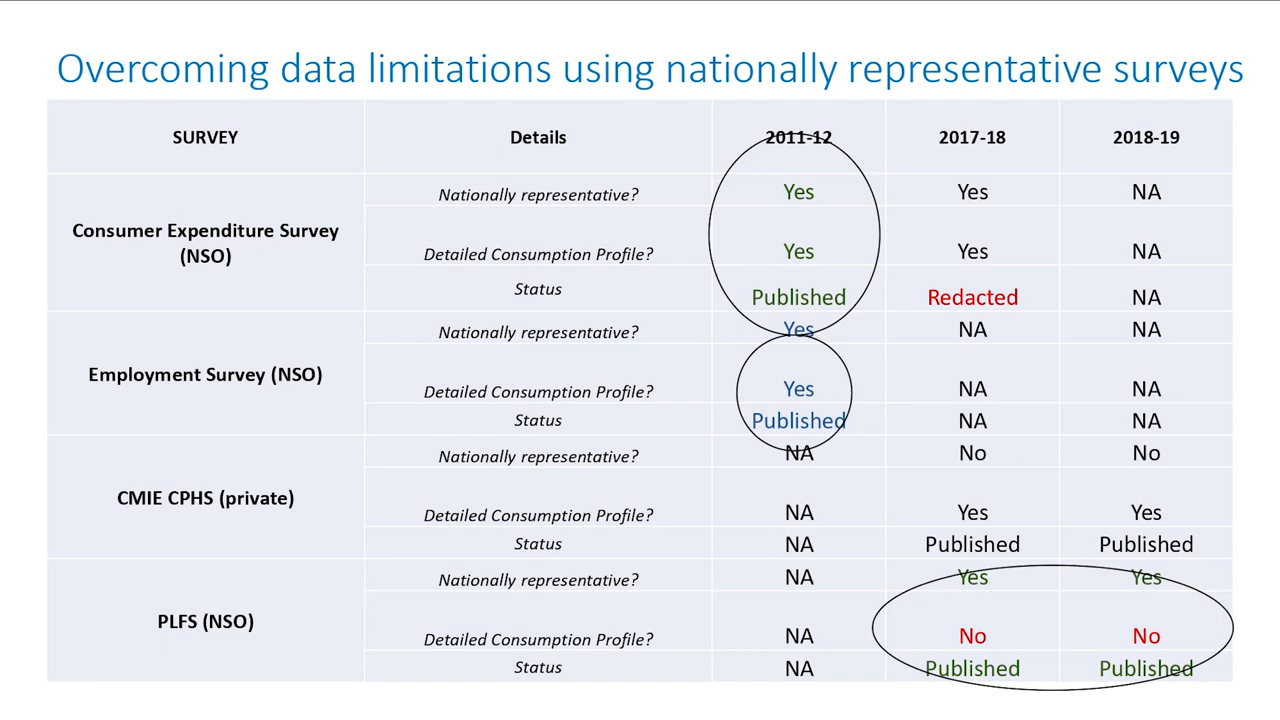 Overcoming data limitations using nationally representative surveys
SURVEY Details 2011-12 2017-18 2018-19
Consumer Expenditure Survey (NSO) Nationally representative? Yes Yes NA
Detailed Consumption Profile? Yes Yes NA
Status Published Redacted NA
Employment Survey (NSO) Nationally representative? Yes NA NA
Detailed Consumption Profile? Yes NA NA
Status Published NA NA
CMIE CPHS (private) Nationally representative? NA No No
Detailed Consumption Profile? NA Yes Yes
Status NA Published Published
PLFS (NSO) Nationally representative? NA Yes Yes
Detailed Consumption Profile? NA No No
Status NA Published Published